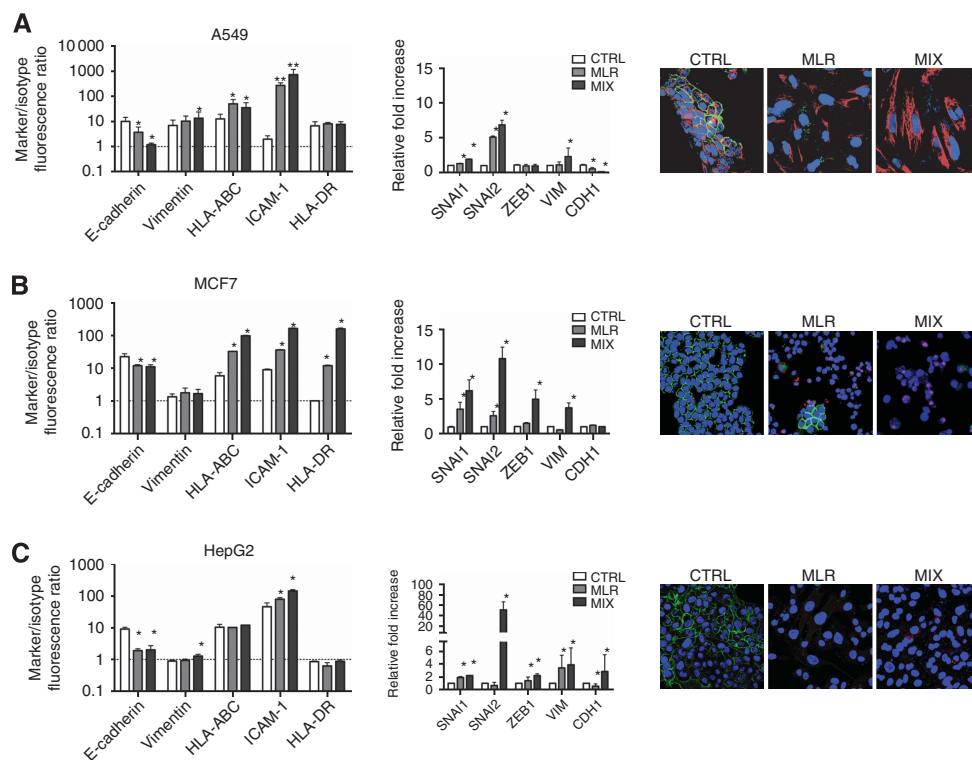 A
A549
Marker/isotype
fluorescence ratio
10 000
1000
100
10
1
0.1
** ** * * * * *
E-cadherin
Vimentin
HLA-ABC
ICAM-1
HLA-DR
Relative fold increase
15
10
5
0
CTRL
MLR
MIX
* * * * * * *
SNAI1
SNAI2
ZEB1
VIM
CDH1
CTRL MLR MIX
B
MCF7
Marker/isotype
fluorescence ratio
1000
100
10
1
0.1
* * * * * * * *
E-cadherin
Vimentin
HLA-ABC
ICAM-1
HLA-DR
Relative fold increase
15
10
5
0
CTRL
MLR
MIX
* * * * * *
SNAI1
SNAI2
ZEB1
VIM
CDH1
CTRL MLR MIX
C
HepG2
Marker/isotype
fluorescence ratio
1000
100
10
1
0.1
* * * * *
E-cadherin
Vimentin
HLA-ABC
ICAM-1
HLA-DR
Relative fold increase
100
80
60
40
20
6
4
2
0
CTRL
MLR
MIX
* * * * * * * * *
SNAI1
SNAI2
ZEB1
VIM
CDH1
CTRL MLR MIX